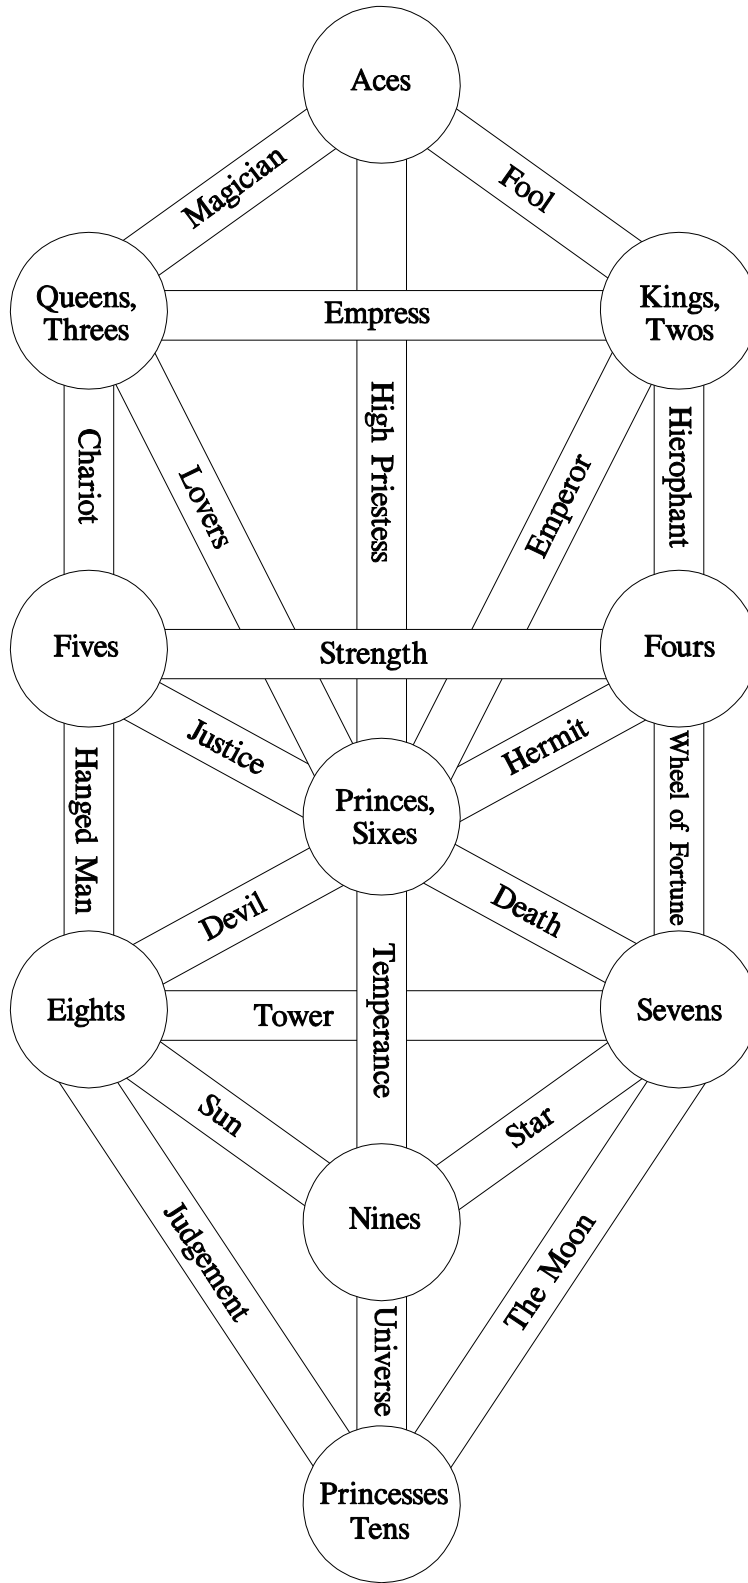 Aces
Magician
Fool
Queens,
Threes
Empress
Kings,
Twos
Chariot
Lovers
High Priestess
Emperor
Hierophant
Fives
Strength
Fours
Justice
Hermit
Hanged Man
Princes,
Sixes
Wheel of Fortune
Devil
Death
Eights
Tower
Temperance
Sevens
Sun
Star
Nines
Judgement
The Moon
Universe
Princesses
Tens